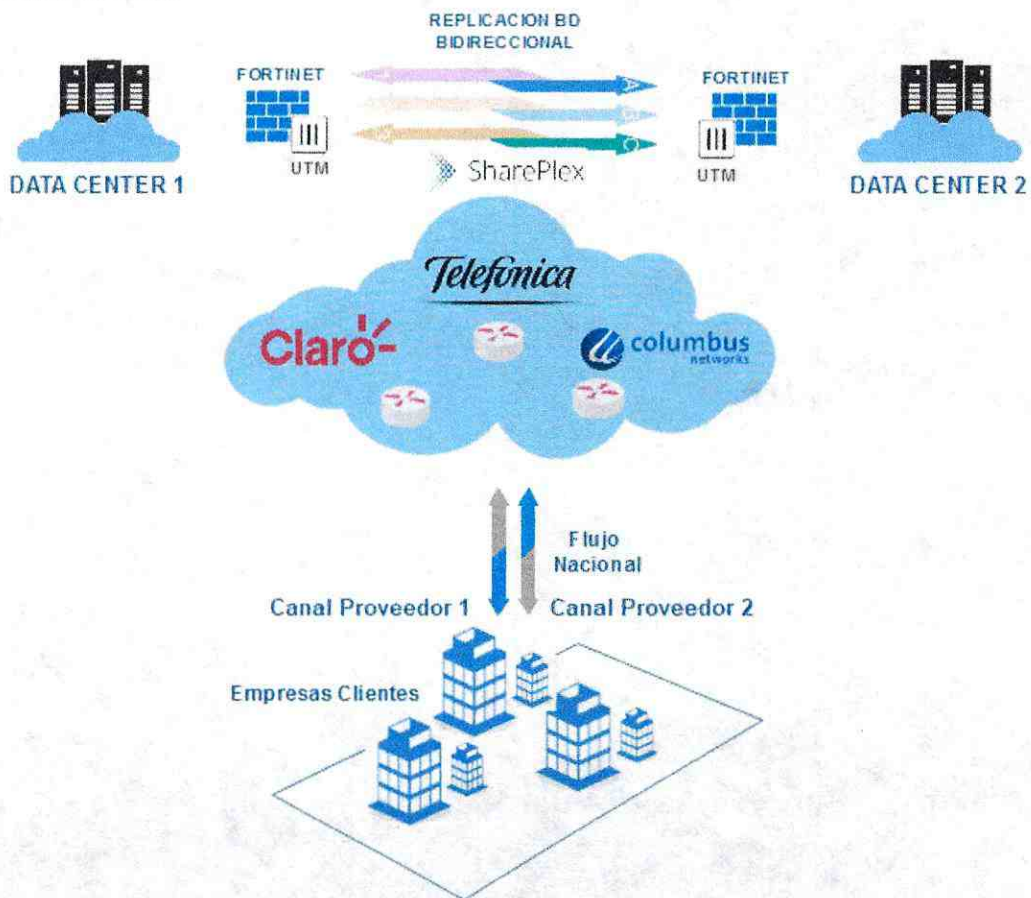 REPLICACION BD
BIDIRECCIONAL
FORTINET
FORTINET
UTM
UTM
SharePlex
DATA CENTER 1
DATA CENTER 2
Telefónica
Claro
columbus
networks
Flujo
Nacional
Canal Proveedor 1
Canal Proveedor 2
Empresas Clientes